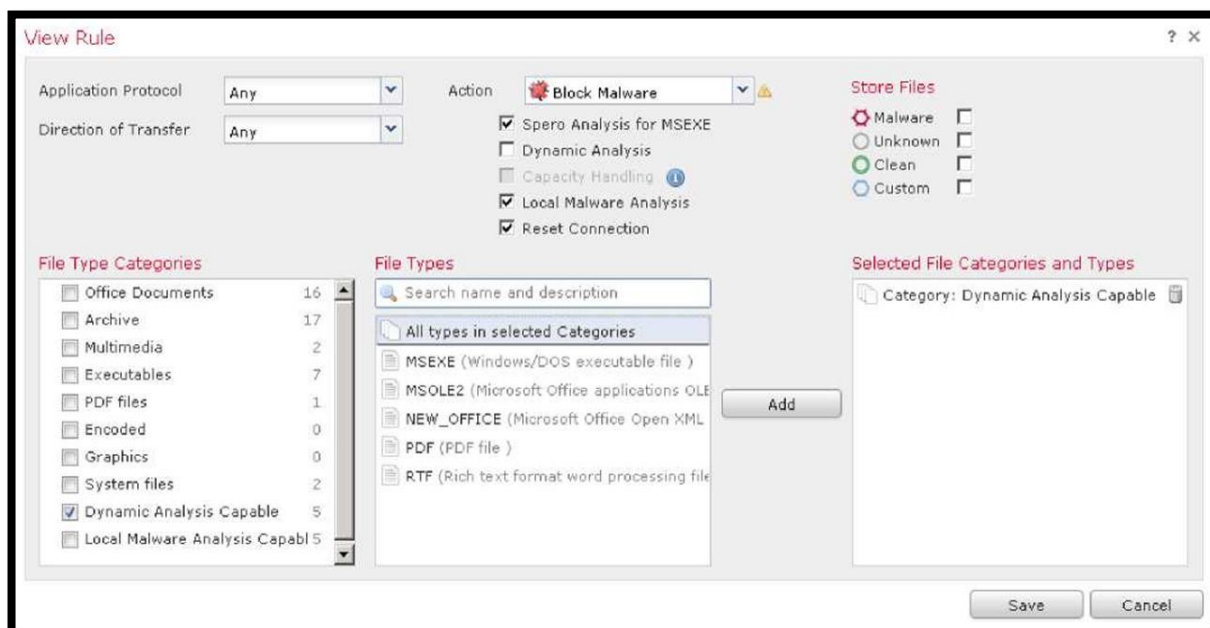 View Rule
? ×
Application Protocol
Any
Direction of Transfer
Any
Action
Block Malware
Spero Analysis for MSEXE
Dynamic Analysis
Capacity Handling
Local Malware Analysis
Reset Connection
Store Files
Malware
Unknown
Clean
Custom
File Type Categories
Office Documents 16
Archive 17
Multimedia 2
Executables 7
PDF files 1
Encoded 0
Graphics 0
System files 2
Dynamic Analysis Capable 5
Local Malware Analysis Capabl 5
File Types
Search name and description
All types in selected Categories
MSEXE (Windows/DOS executable file )
MSOLE2 (Microsoft Office applications OLE
NEW_OFFICE (Microsoft Office Open XML
PDF (PDF file )
RTF (Rich text format word processing file
Add
Selected File Categories and Types
Category: Dynamic Analysis Capable
Save
Cancel